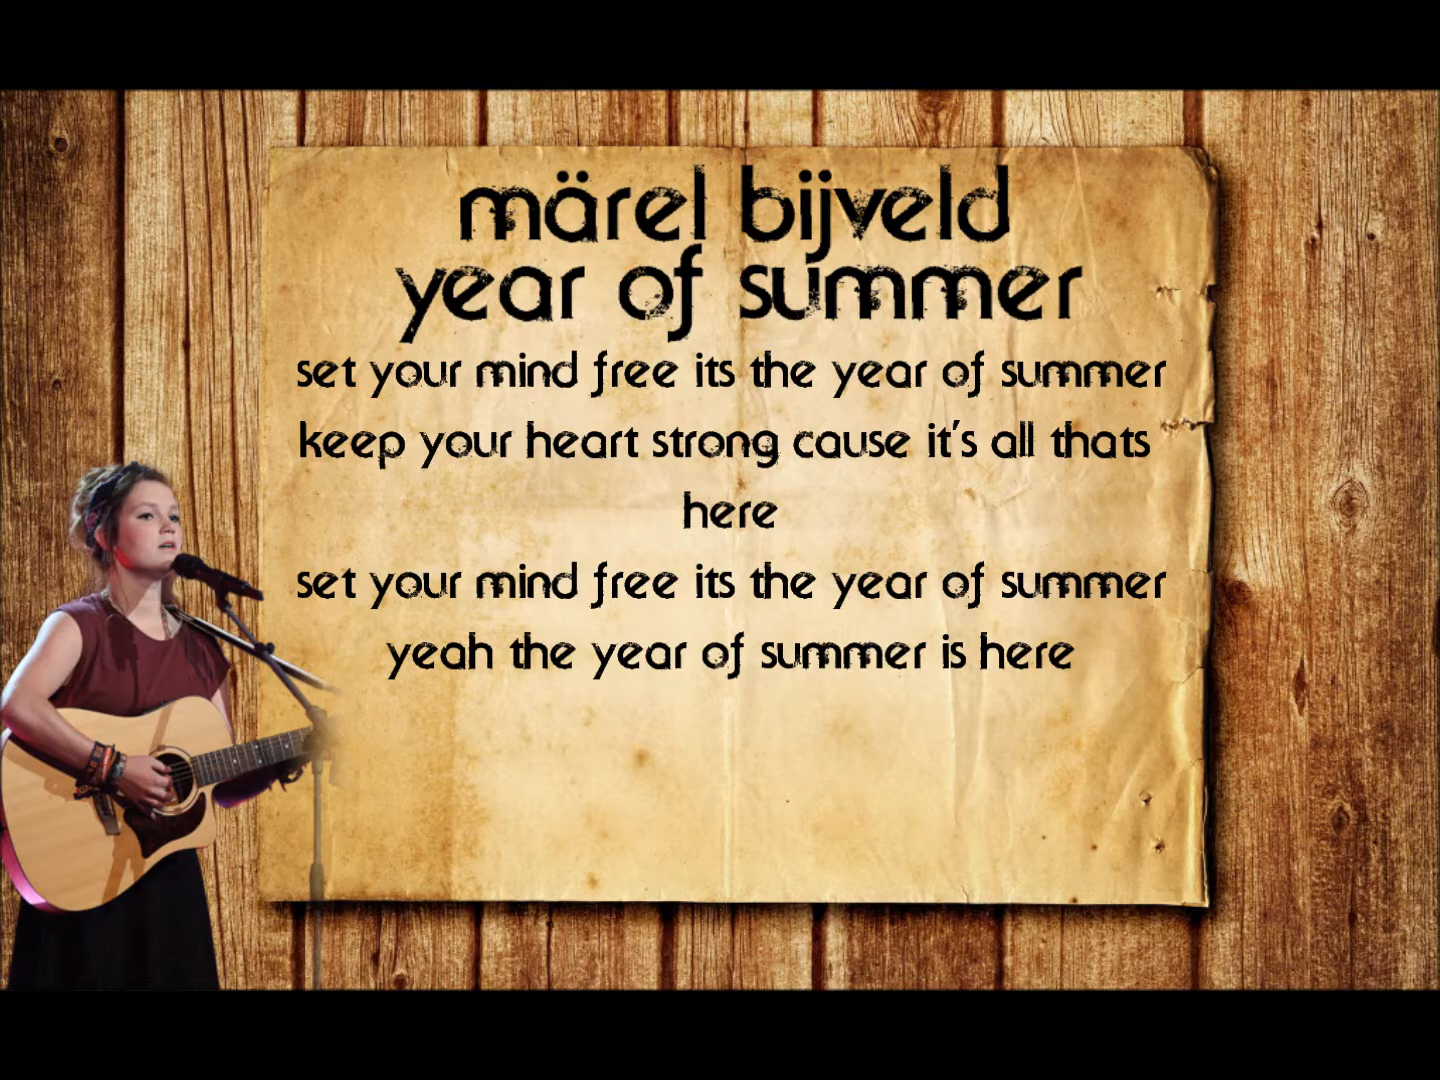 märel bijveld
year of summer
set your mind free its the year of summer
keep your heart strong cause it's all thats
here
set your mind free its the year of summer
yeah the year of summer is here